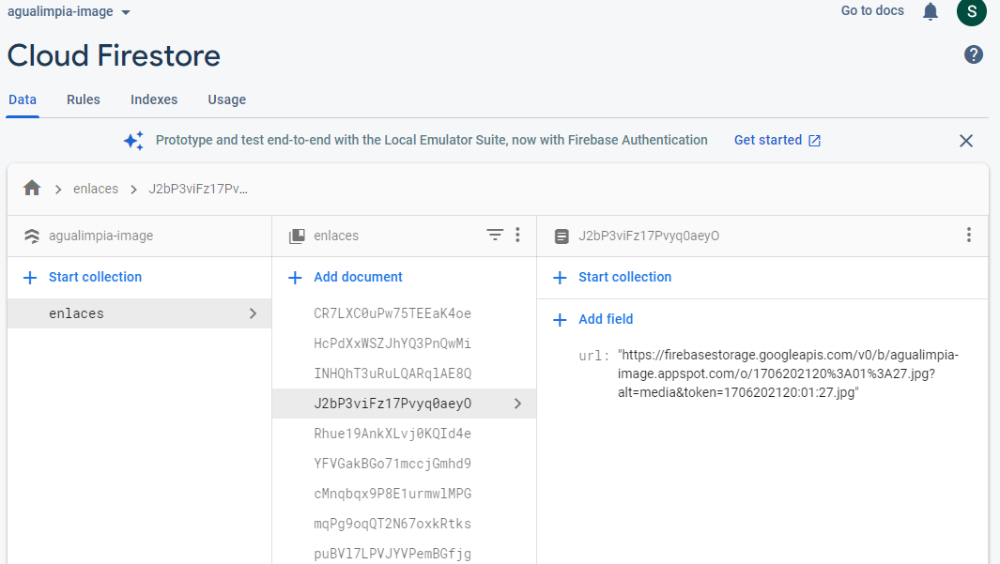 agualimpia-image
Go to docs
S
Cloud Firestore
?
Data
Rules
Indexes
Usage
Prototype and test end-to-end with the Local Emulator Suite, now with Firebase Authentication
Get started
enlaces
J2bP3viFz17Pv...
agualimpia-image
enlaces
J2bP3viFz17Pvyq0aeyO
Start collection
Add document
Start collection
enlaces
CR7LXC0uPw75TEEaK4oe
HcPdXxWSZJhYQ3PnQwMi
INHQhT3uRuLQARqlAE8Q
J2bP3viFz17Pvyq0aeyO
Rhue19AnkXLvj0KQId4e
YFVGakBGo71mccjGmhd9
cMnqbqx9P8E1urmwlMPG
mqPg9oqQT2N67oxkRtks
puBVl7LPVJYVPemBGfjg
Add field
url: "https://firebasestorage.googleapis.com/v0/b/agualimpia-
image.appspot.com/o/1706202120%3A01%3A27.jpg?
alt=media&token=1706202120:01:27.jpg"